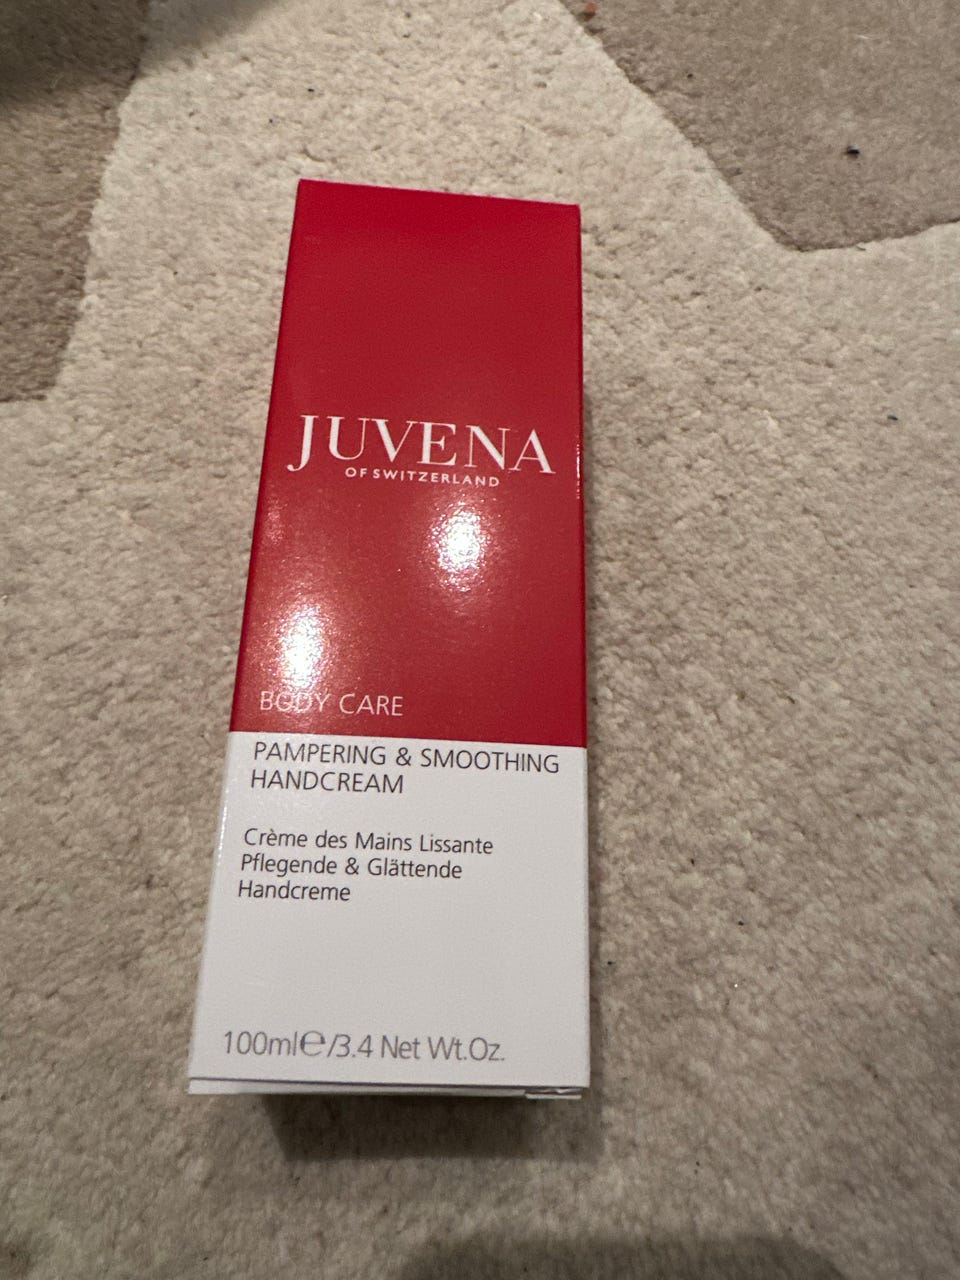 JUVENA
OF SWITZERLAND
BODY CARE
PAMPERING & SMOOTHING
HANDCREAM
Crème des Mains Lissante
Pflegende & Glättende
Handcreme
100ml℮/3.4 Net Wt.Oz.